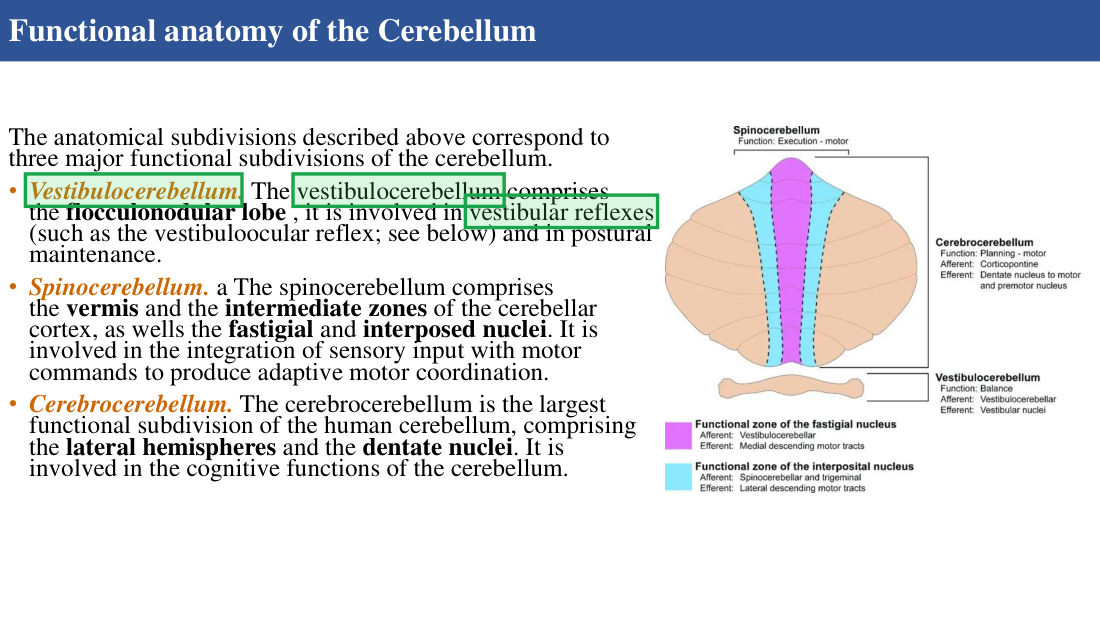 Functional anatomy of the Cerebellum
The anatomical subdivisions described above correspond to
three major functional subdivisions of the cerebellum.
• Vestibulocerebellum. The vestibulocerebellum comprises
the flocculonodular lobe , it is involved in vestibular reflexes
(such as the vestibuloocular reflex; see below) and in postural
maintenance.
• Spinocerebellum. a The spinocerebellum comprises
the vermis and the intermediate zones of the cerebellar
cortex, as wells the fastigial and interposed nuclei. It is
involved in the integration of sensory input with motor
commands to produce adaptive motor coordination.
• Cerebrocerebellum. The cerebrocerebellum is the largest
functional subdivision of the human cerebellum, comprising
the lateral hemispheres and the dentate nuclei. It is
involved in the cognitive functions of the cerebellum.
Spinocerebellum
Function: Execution - motor
Cerebrocerebellum
Function: Planning - motor
Afferent: Corticopontine
Efferent: Dentate nucleus to motor
and premotor nucleus
Vestibulocerebellum
Function: Balance
Afferent: Vestibulocerebellar
Efferent: Vestibular nuclei
Functional zone of the fastigial nucleus
Afferent: Vestibulocerebellar
Efferent: Medial descending motor tracts
Functional zone of the interposital nucleus
Afferent: Spinocerebellar and trigeminal
Efferent: Lateral descending motor tracts